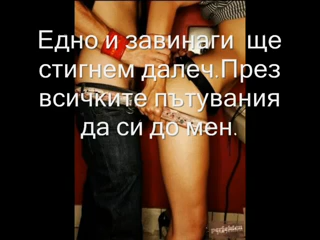 Едно и завинаги ще
стигнем далеч.През
всичките пътувания
да си до мен.